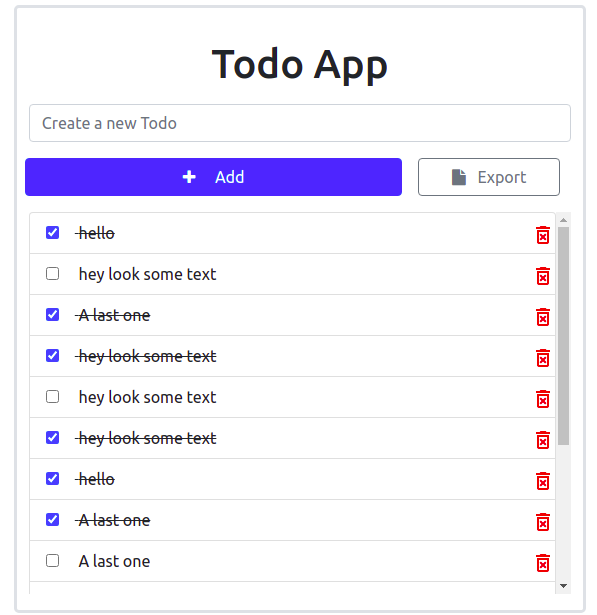 Todo App
Create a new Todo
Add
Export
hello
hey look some text
A last one
hey look some text
hey look some text
hey look some text
hello
A last one
A last one